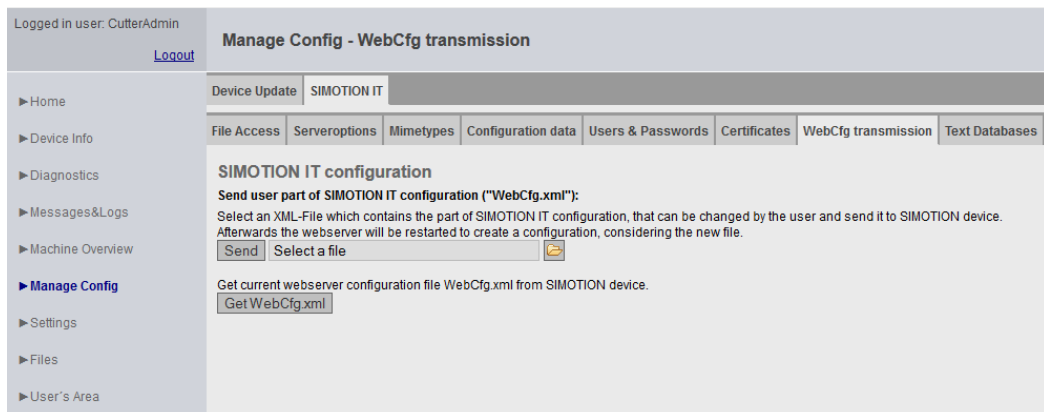 Logged in user: CutterAdmin
Logout
Manage Config - WebCfg transmission
Device Update SIMOTION IT
File Access Serveroptions Mimetypes Configuration data Users & Passwords Certificates WebCfg transmission Text Databases
►Home
►Device Info
►Diagnostics
►Messages&Logs
►Machine Overview
►Manage Config
►Settings
►Files
►User's Area
SIMOTION IT configuration
Send user part of SIMOTION IT configuration ("WebCfg.xml"):
Select an XML-File which contains the part of SIMOTION IT configuration, that can be changed by the user and send it to SIMOTION device.
Afterwards the webserver will be restarted to create a configuration, considering the new file.
Send Select a file
Get current webserver configuration file WebCfg.xml from SIMOTION device.
Get WebCfg.xml